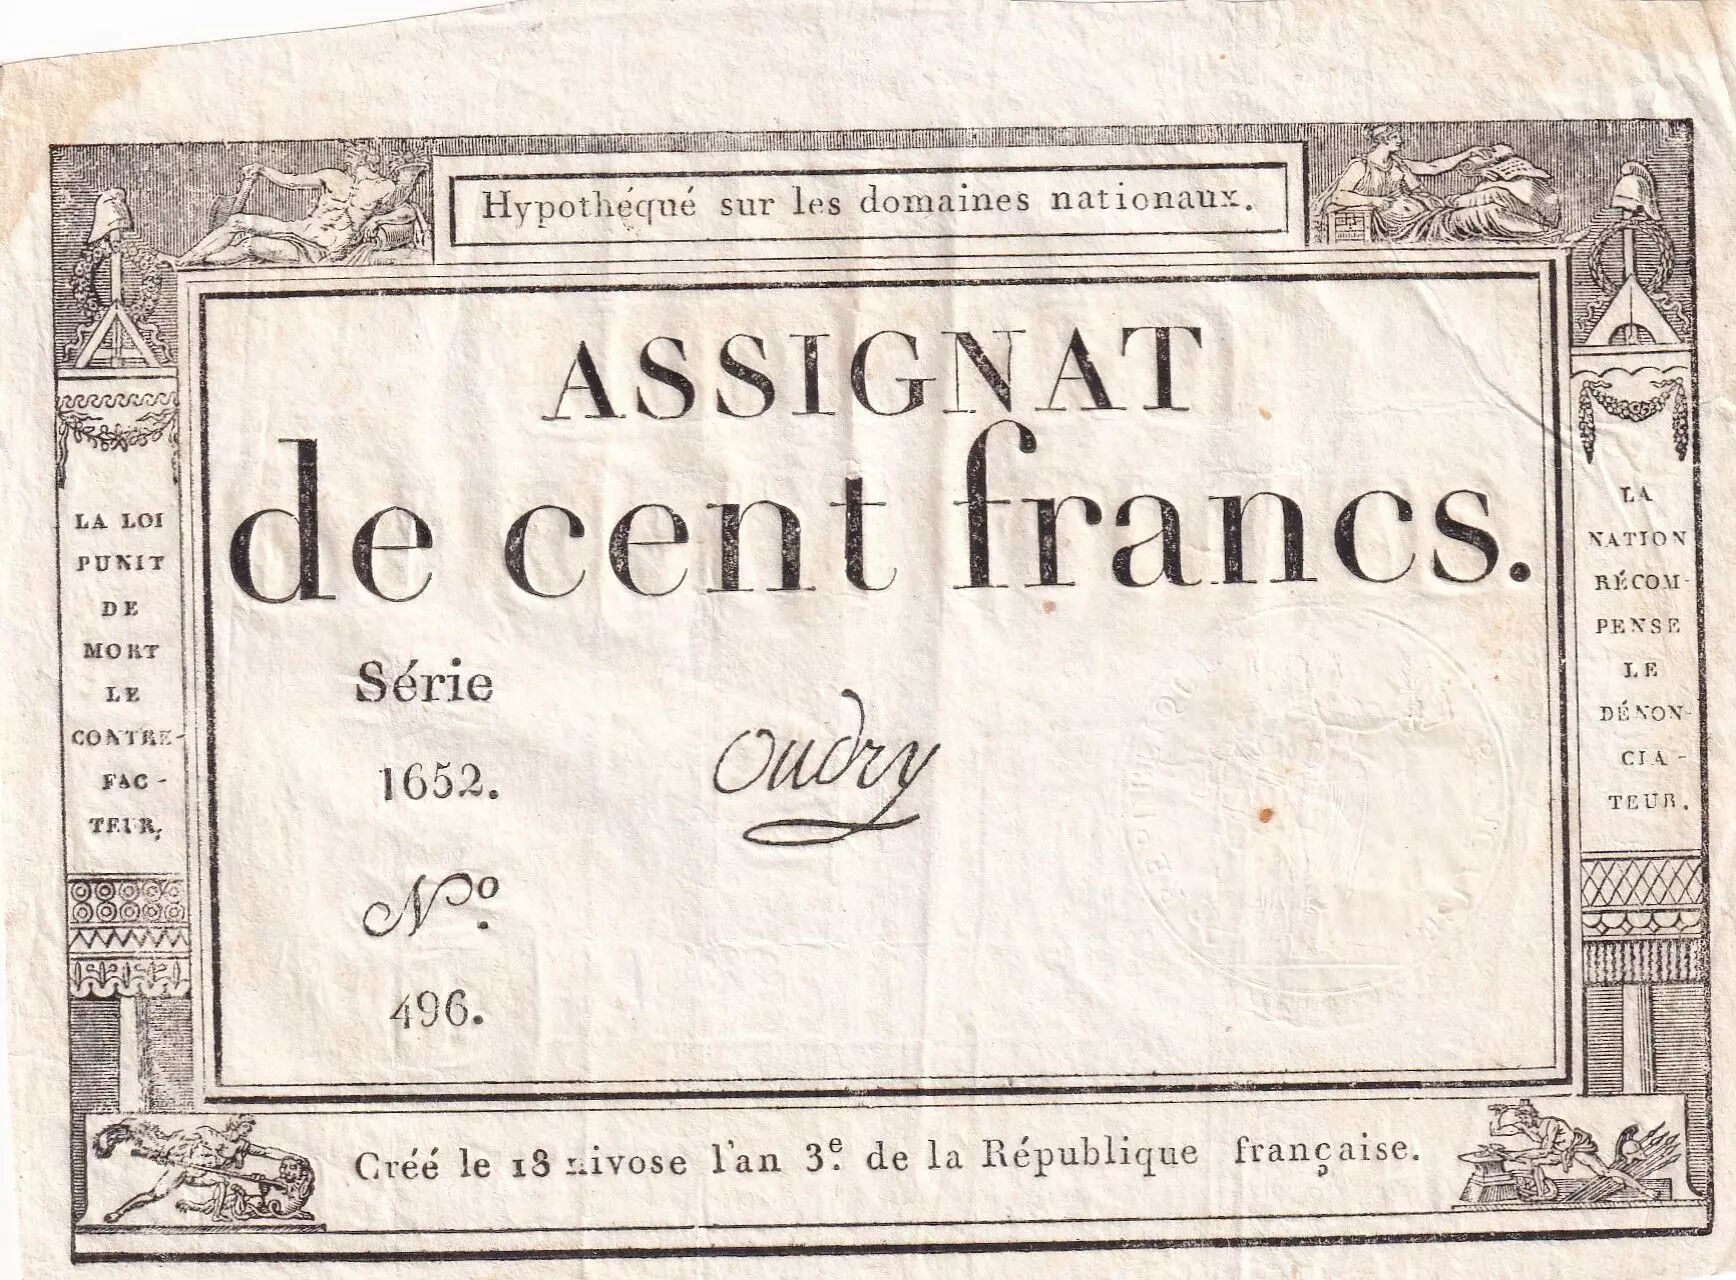 Hypothéqué sur les domaines nationaux.
ASSIGNAT
de cent francs.
LA LOI
PUNIT
DE
MORT
LE
CONTRE-
FAC-
TEUR,
Série
1652.
Nº.
496.
Oudry
LA
NATION
RÉCOM-
PENSE
LE
DÉNON-
CIA-
TEUR.
Créé le 18 nivose l'an 3e. de la République française.